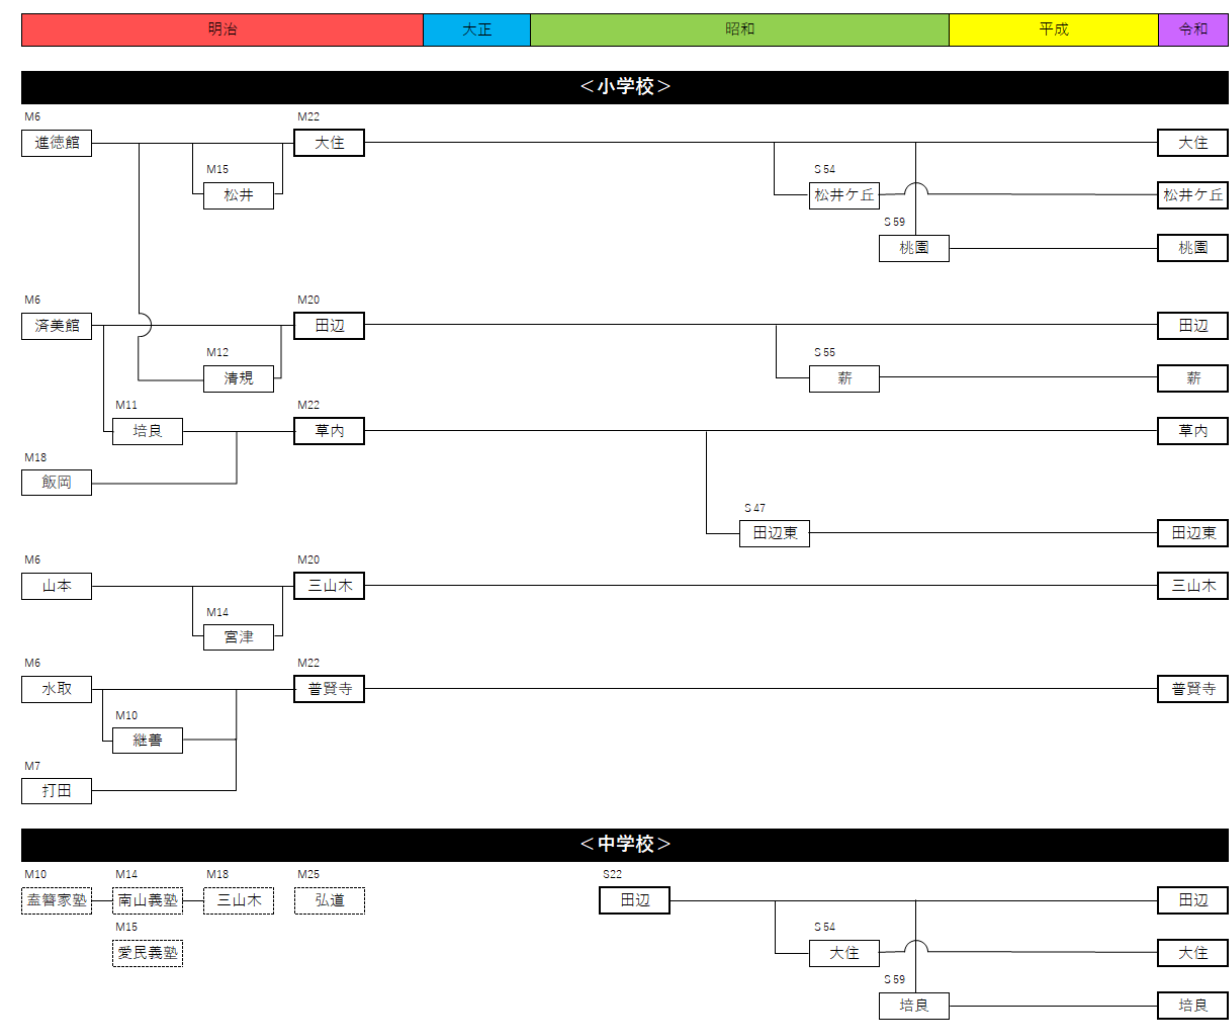 明治 大正 昭和 平成 令和
＜小学校＞
M6 M22
進徳館 大住 大住
M15 S54
松井 松井ケ丘 松井ケ丘
S59
桃園 桃園
M6 M20
済美館 田辺 田辺
M12 S55
清規 薪 薪
M11 M22
培良 草内 草内
M18
飯岡
S47
田辺東 田辺東
M6 M20
山本 三山木 三山木
M14
宮津
M6 M22
水取 普賢寺 普賢寺
M10
継善
M7
打田
＜中学校＞
M10 M14 M18 M25 S22
盍簪家塾 南山義塾 三山木 弘道 田辺 田辺
M15 S54
愛民義塾 大住 大住
S59
培良 培良